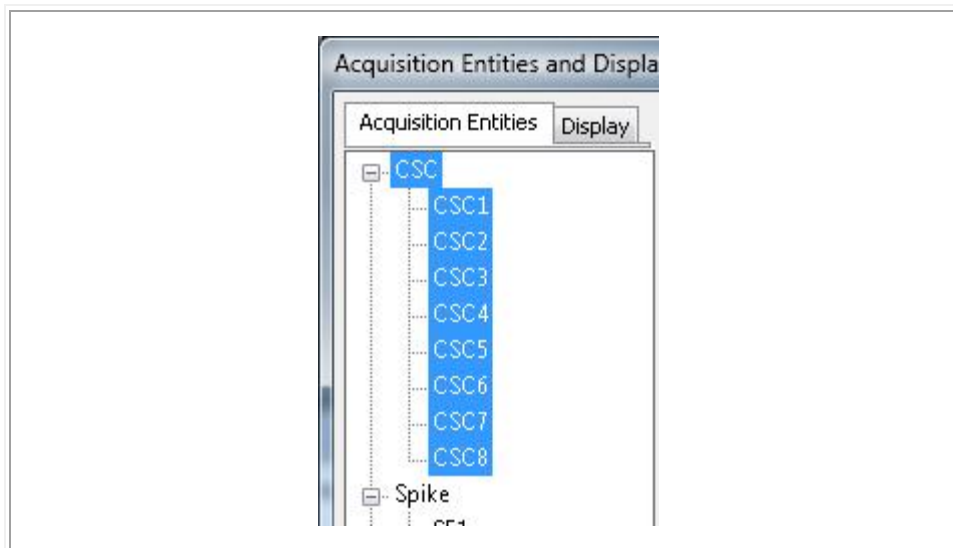 Acquisition Entities and Displa
Acquisition Entities Display
CSC
CSC1
CSC2
CSC3
CSC4
CSC5
CSC6
CSC7
CSC8
Spike